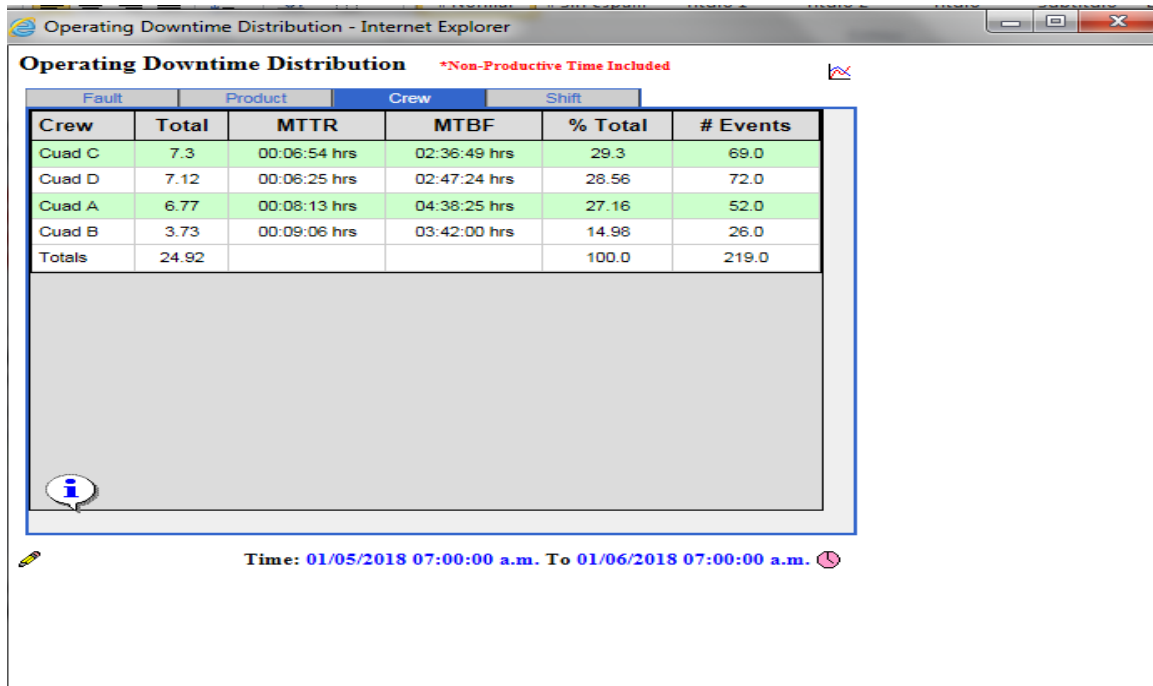 Operating Downtime Distribution - Internet Explorer
Operating Downtime Distribution *Non-Productive Time Included
Fault Product Crew Shift
Crew Total MTTR MTBF % Total # Events
Cuad C 7.3 00:06:54 hrs 02:36:49 hrs 29.3 69.0
Cuad D 7.12 00:06:25 hrs 02:47:24 hrs 28.56 72.0
Cuad A 6.77 00:08:13 hrs 04:38:25 hrs 27.16 52.0
Cuad B 3.73 00:09:06 hrs 03:42:00 hrs 14.98 26.0
Totals 24.92 100.0 219.0
i
Time: 01/05/2018 07:00:00 a.m. To 01/06/2018 07:00:00 a.m.